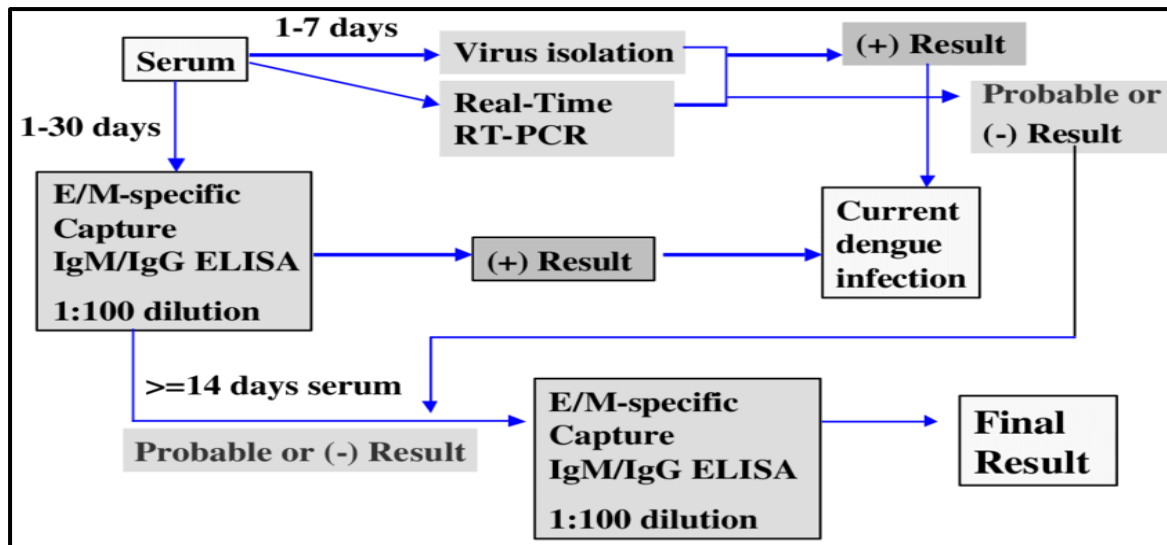 1-7 days
Serum
Virus isolation
(+) Result
Real-Time
RT-PCR
Probable or
(-) Result
1-30 days
E/M-specific
Capture
IgM/IgG ELISA
1:100 dilution
(+) Result
Current
dengue
infection
>=14 days serum
Probable or (-) Result
E/M-specific
Capture
IgM/IgG ELISA
1:100 dilution
Final
Result